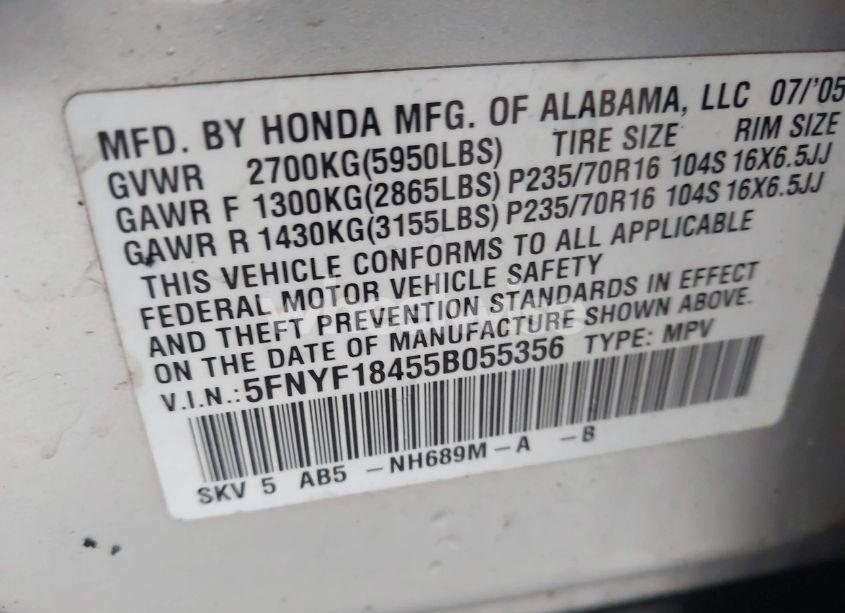 MFD. BY HONDA MFG. OF ALABAMA, LLC 07/'05
GVWR 2700KG(5950LBS) TIRE SIZE RIM SIZE
GAWR F 1300KG(2865LBS) P235/70R16 104S 16X6.5JJ
GAWR R 1430KG(3155LBS) P235/70R16 104S 16X6.5JJ
THIS VEHICLE CONFORMS TO ALL APPLICABLE
FEDERAL MOTOR VEHICLE SAFETY
AND THEFT PREVENTION STANDARDS IN EFFECT
ON THE DATE OF MANUFACTURE SHOWN ABOVE.
V.I.N.: 5FNYF18455B055356 TYPE: MPV
SKV 5 AB5 -NH689M-A -B